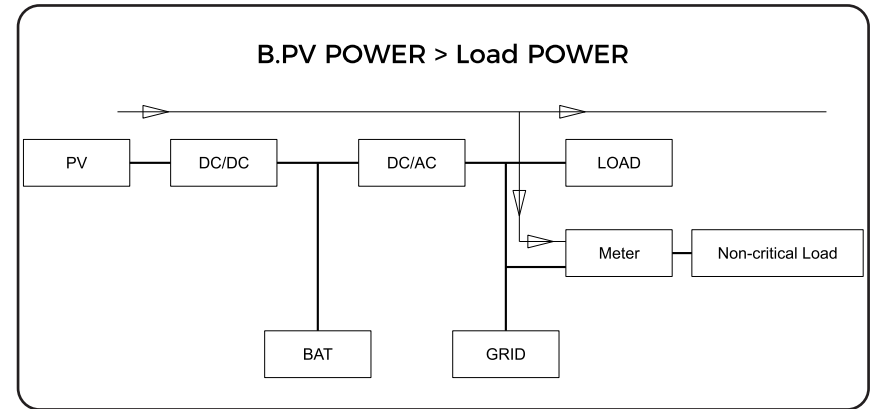 B.PV POWER > Load POWER
PV
DC/DC
DC/AC
LOAD
Meter
Non-critical Load
BAT
GRID